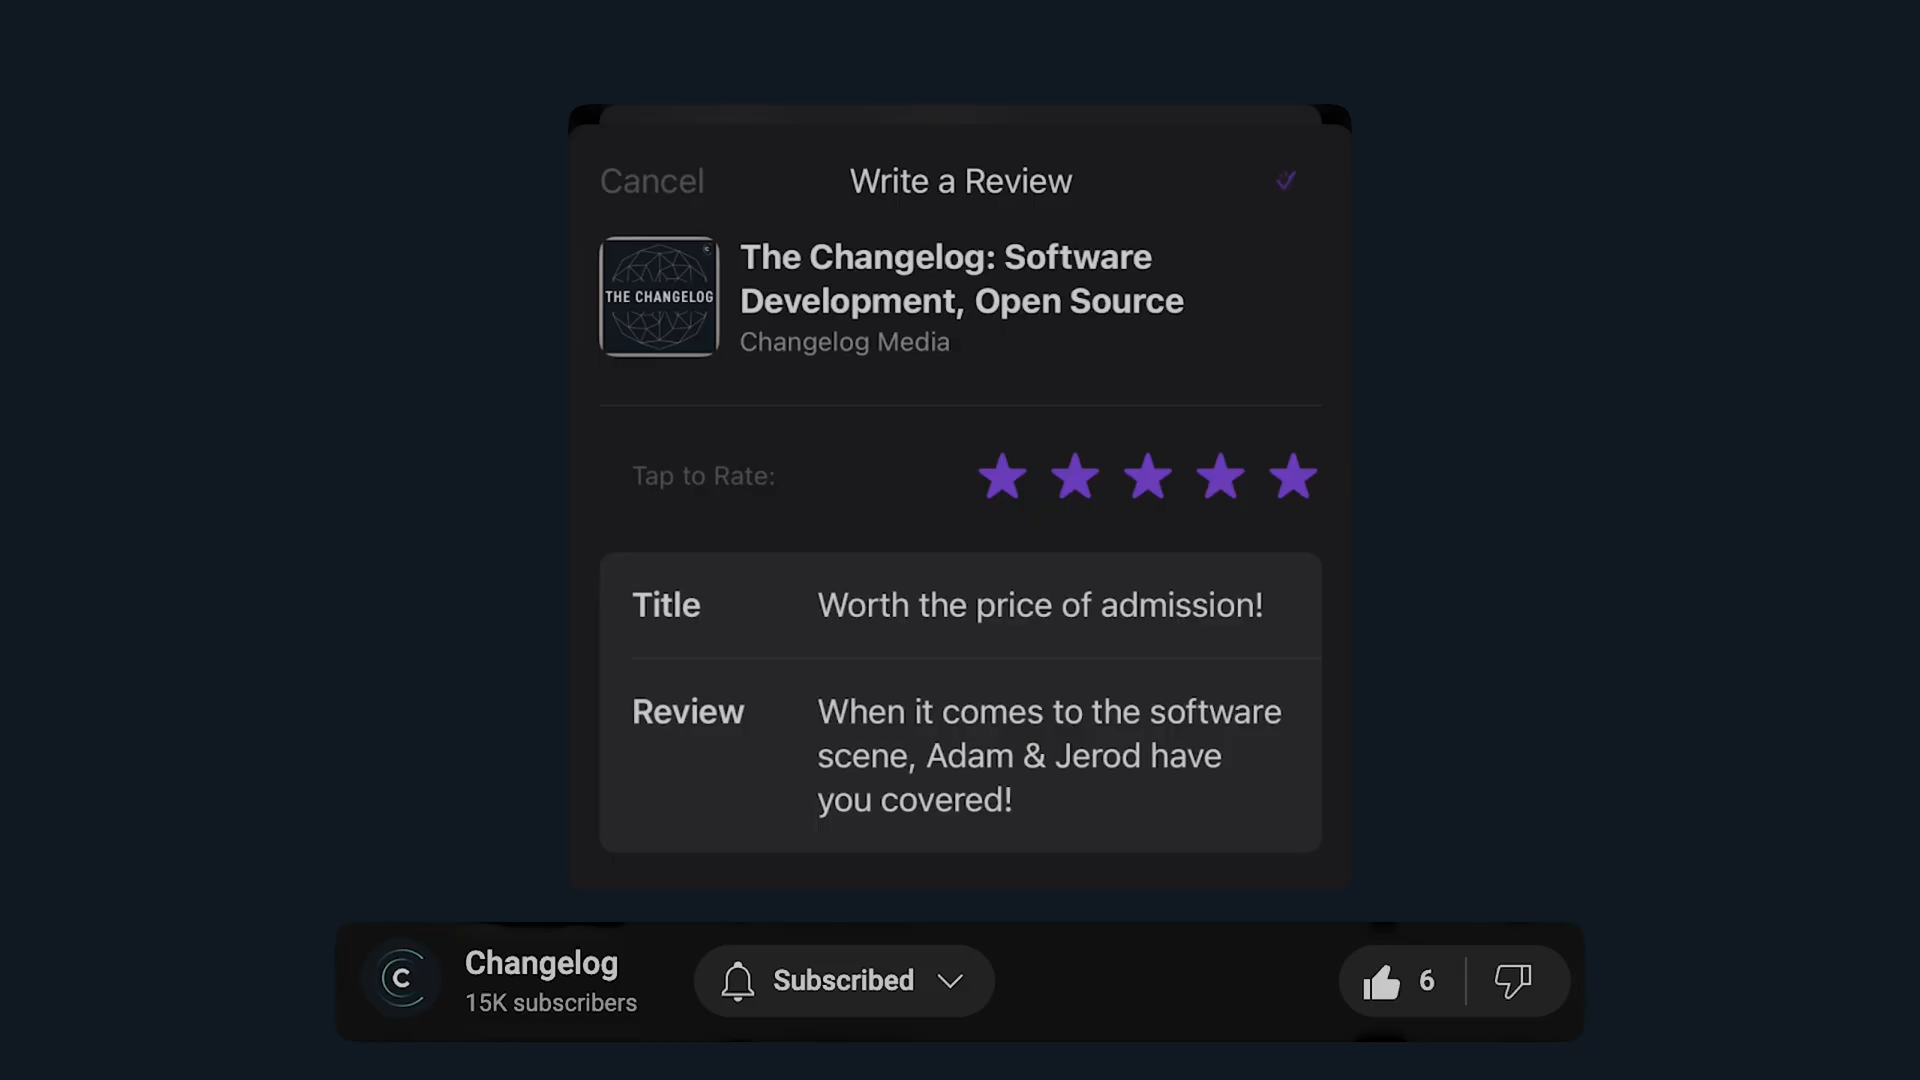 Cancel
Write a Review
THE CHANGELOG
The Changelog: Software
Development, Open Source
Changelog Media
Tap to Rate:
Title
Worth the price of admission!
Review
When it comes to the software
scene, Adam & Jerod have
you covered!
C
Changelog
15K subscribers
Subscribed
6